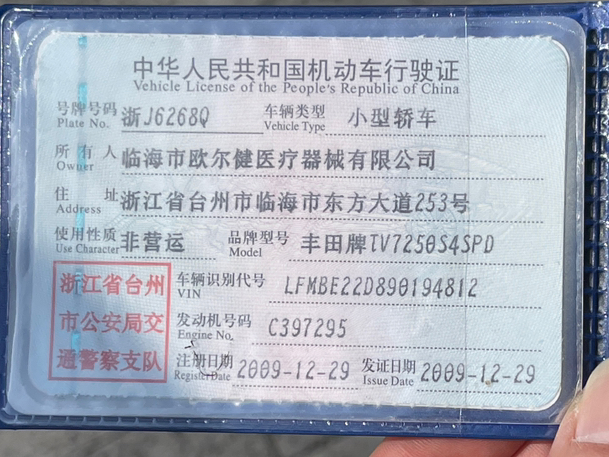 中华人民共和国机动车行驶证
Vehicle License of the People's Republic of China
号牌号码 浙J6268Q 车辆类型 小型轿车
Plate No. Vehicle Type
所有人 临海市欧尔健医疗器械有限公司
Owner
住址 浙江省台州市临海市东方大道253号
Address
使用性质 非营运 品牌型号 丰田牌TV7250S4SPD
Use Character Model
浙江省台州
市公安局交
通警察支队
车辆识别代号 LFMBE22D890194812
VIN
发动机号码 C397295
Engine No.
注册日期 2009-12-29 发证日期 2009-12-29
Register Date Issue Date